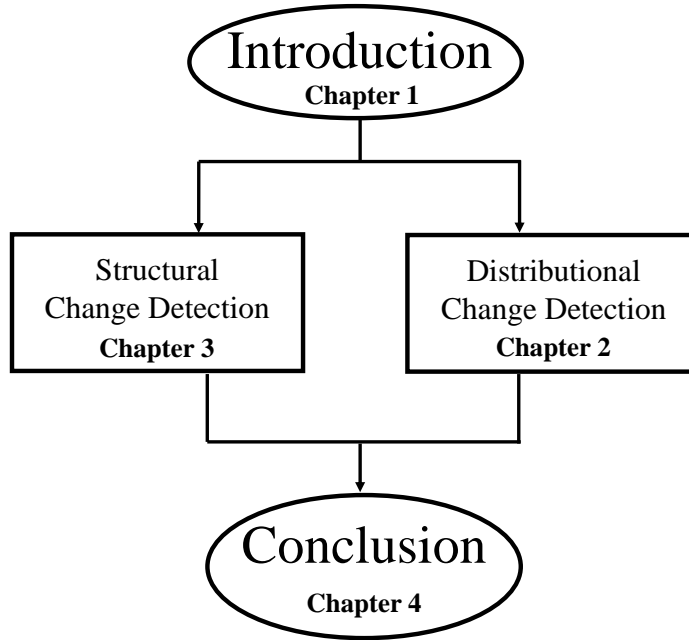 Introduction
Chapter 1
Structural
Change Detection
Chapter 3
Distributional
Change Detection
Chapter 2
Conclusion
Chapter 4